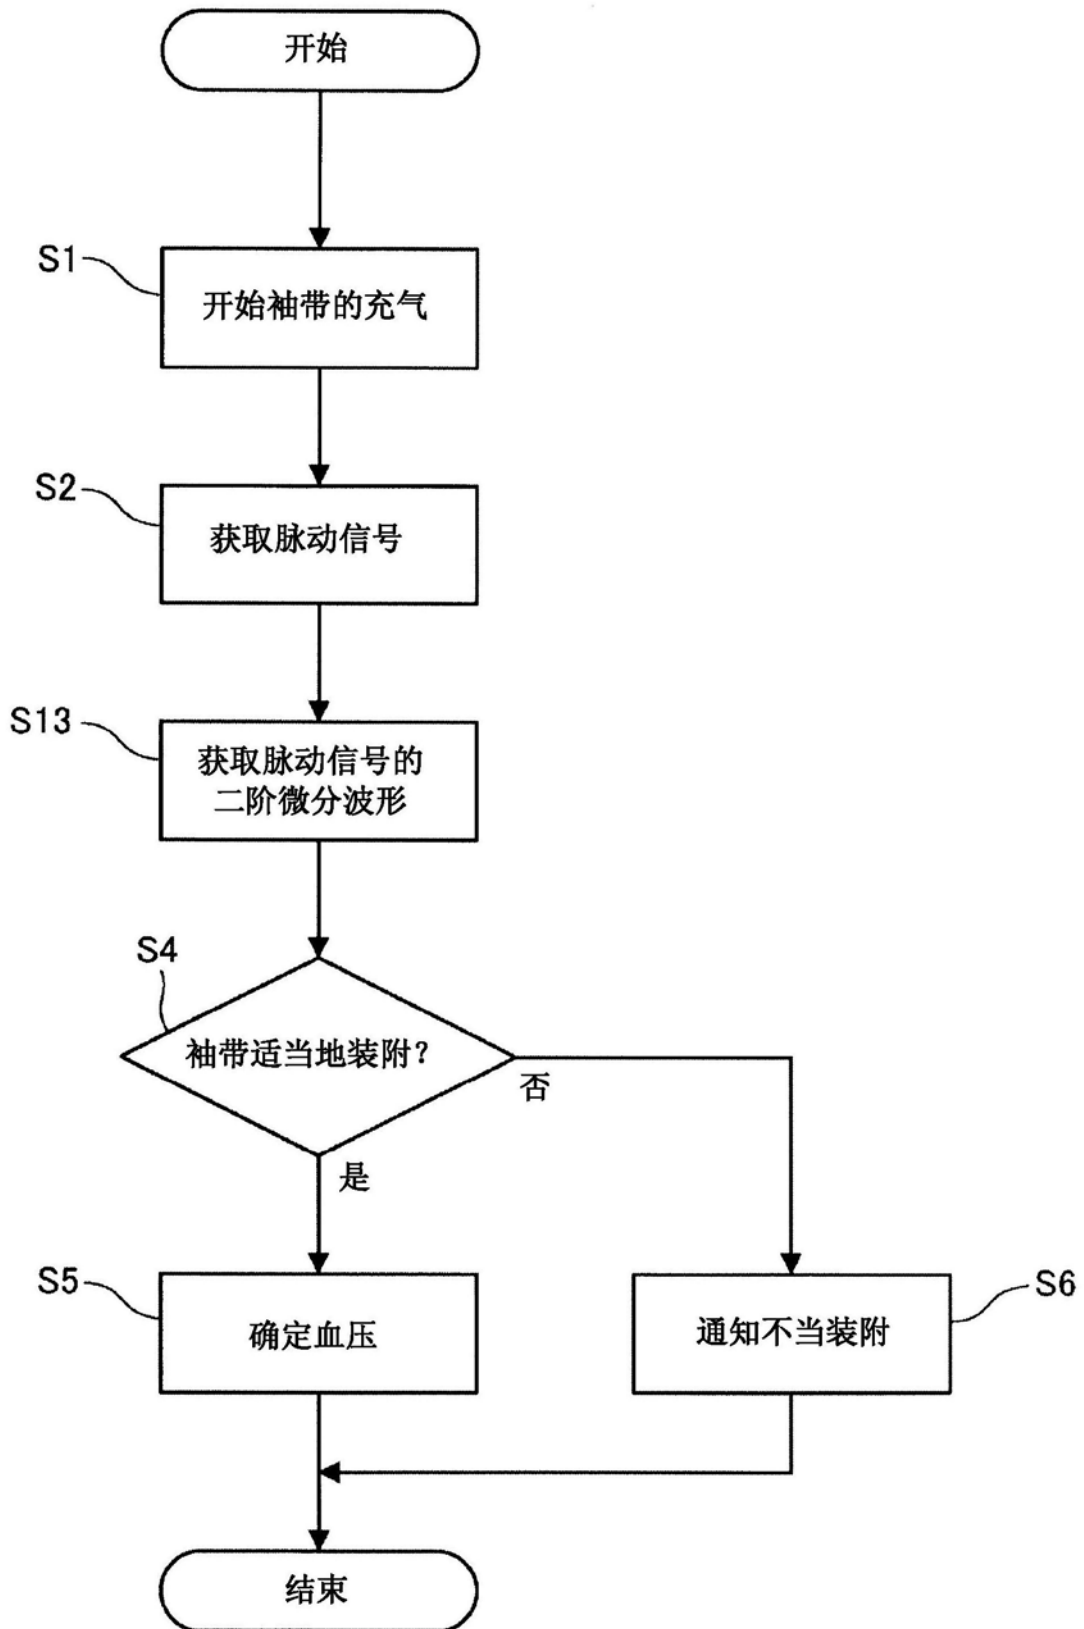 开始
S1
开始袖带的充气
S2
获取脉动信号
S13
获取脉动信号的
二阶微分波形
S4
袖带适当地装附?
否
是
S5
确定血压
S6
通知不当装附
结束